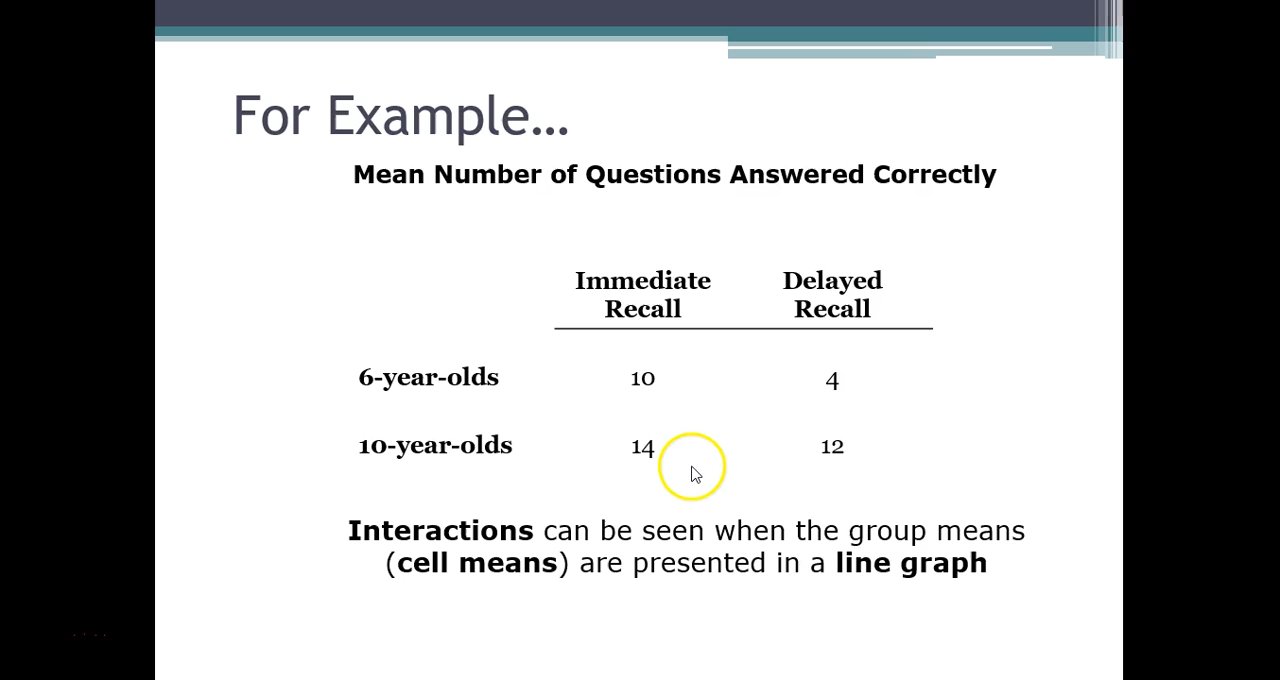 For Example…
Mean Number of Questions Answered Correctly
Immediate Recall
Delayed Recall
6-year-olds 10 4
10-year-olds 14 12
Interactions can be seen when the group means
(cell means) are presented in a line graph